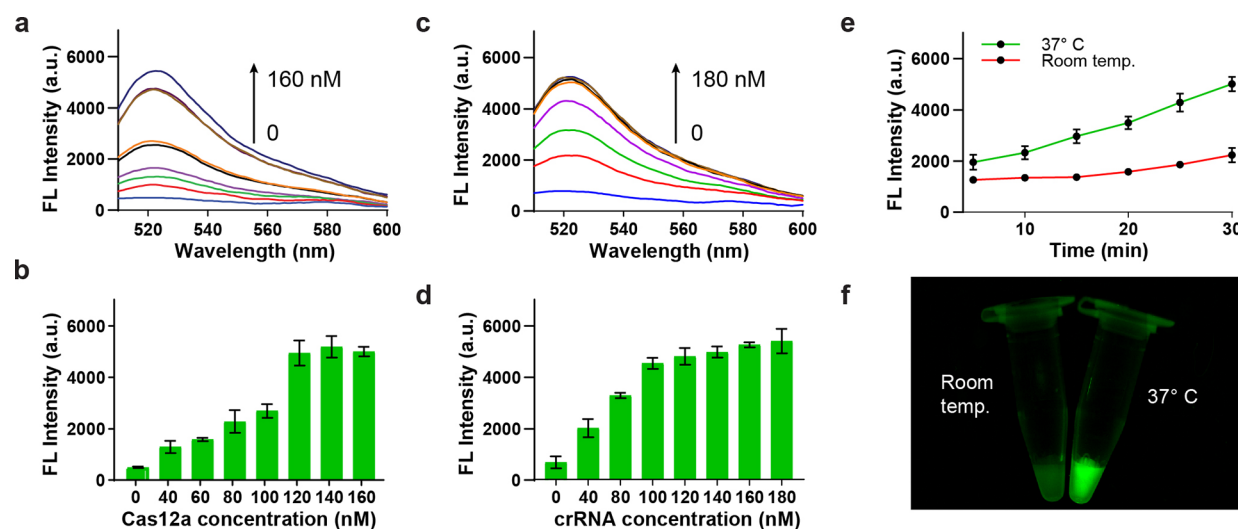 a
FL Intensity (a.u.)
6000
4000
2000
0
160 nM
0
520
540
560
580
600
Wavelength (nm)
c
FL Intensity (a.u.)
6000
4000
2000
0
180 nM
0
520
540
560
580
600
Wavelength (nm)
e
FL Intensity (a.u.)
6000
4000
2000
0
37° C
Room temp.
10
20
30
Time (min)
b
FL Intensity (a.u.)
6000
4000
2000
0
0
40
60
80
100
120
140
160
Cas12a concentration (nM)
d
FL Intensity (a.u.)
6000
4000
2000
0
0
40
80
100
120
140
160
180
crRNA concentration (nM)
f
Room
temp.
37° C